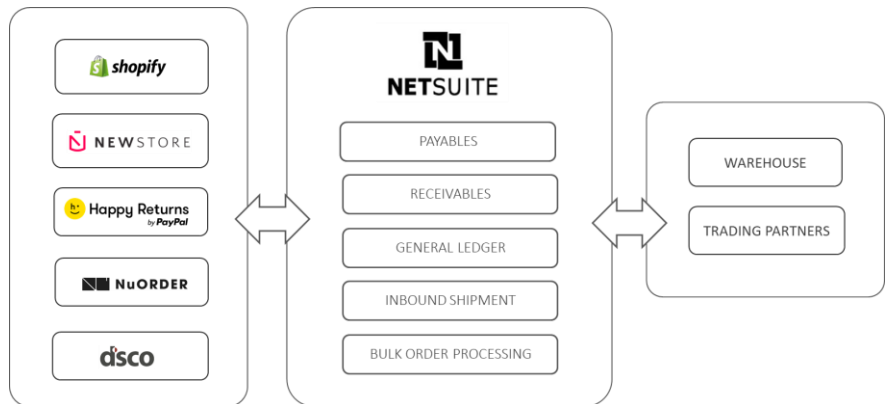 shopify
NEWSTORE
Happy Returns
by PayPal
NUORDER
dsco
N
NETSUITE
PAYABLES
RECEIVABLES
GENERAL LEDGER
INBOUND SHIPMENT
BULK ORDER PROCESSING
WAREHOUSE
TRADING PARTNERS